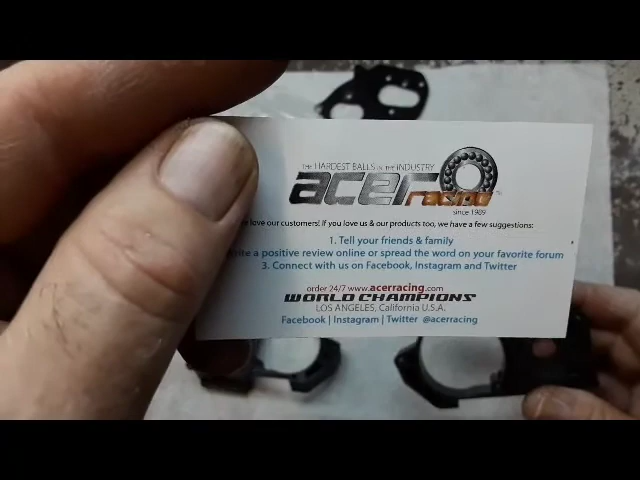 THE HARDEST BALLS IN THE INDUSTRY
acer racing
since 1989
love our customers! If you love us & our products too, we have a few suggestions:
1. Tell your friends & family
a positive review online or spread the word on your favorite forum
3. Connect with us on Facebook, Instagram and Twitter
order 24/7 www.acerracing.com
WORLD CHAMPIONS
LOS ANGELES, California U.S.A.
Facebook | Instagram | Twitter @acerracing